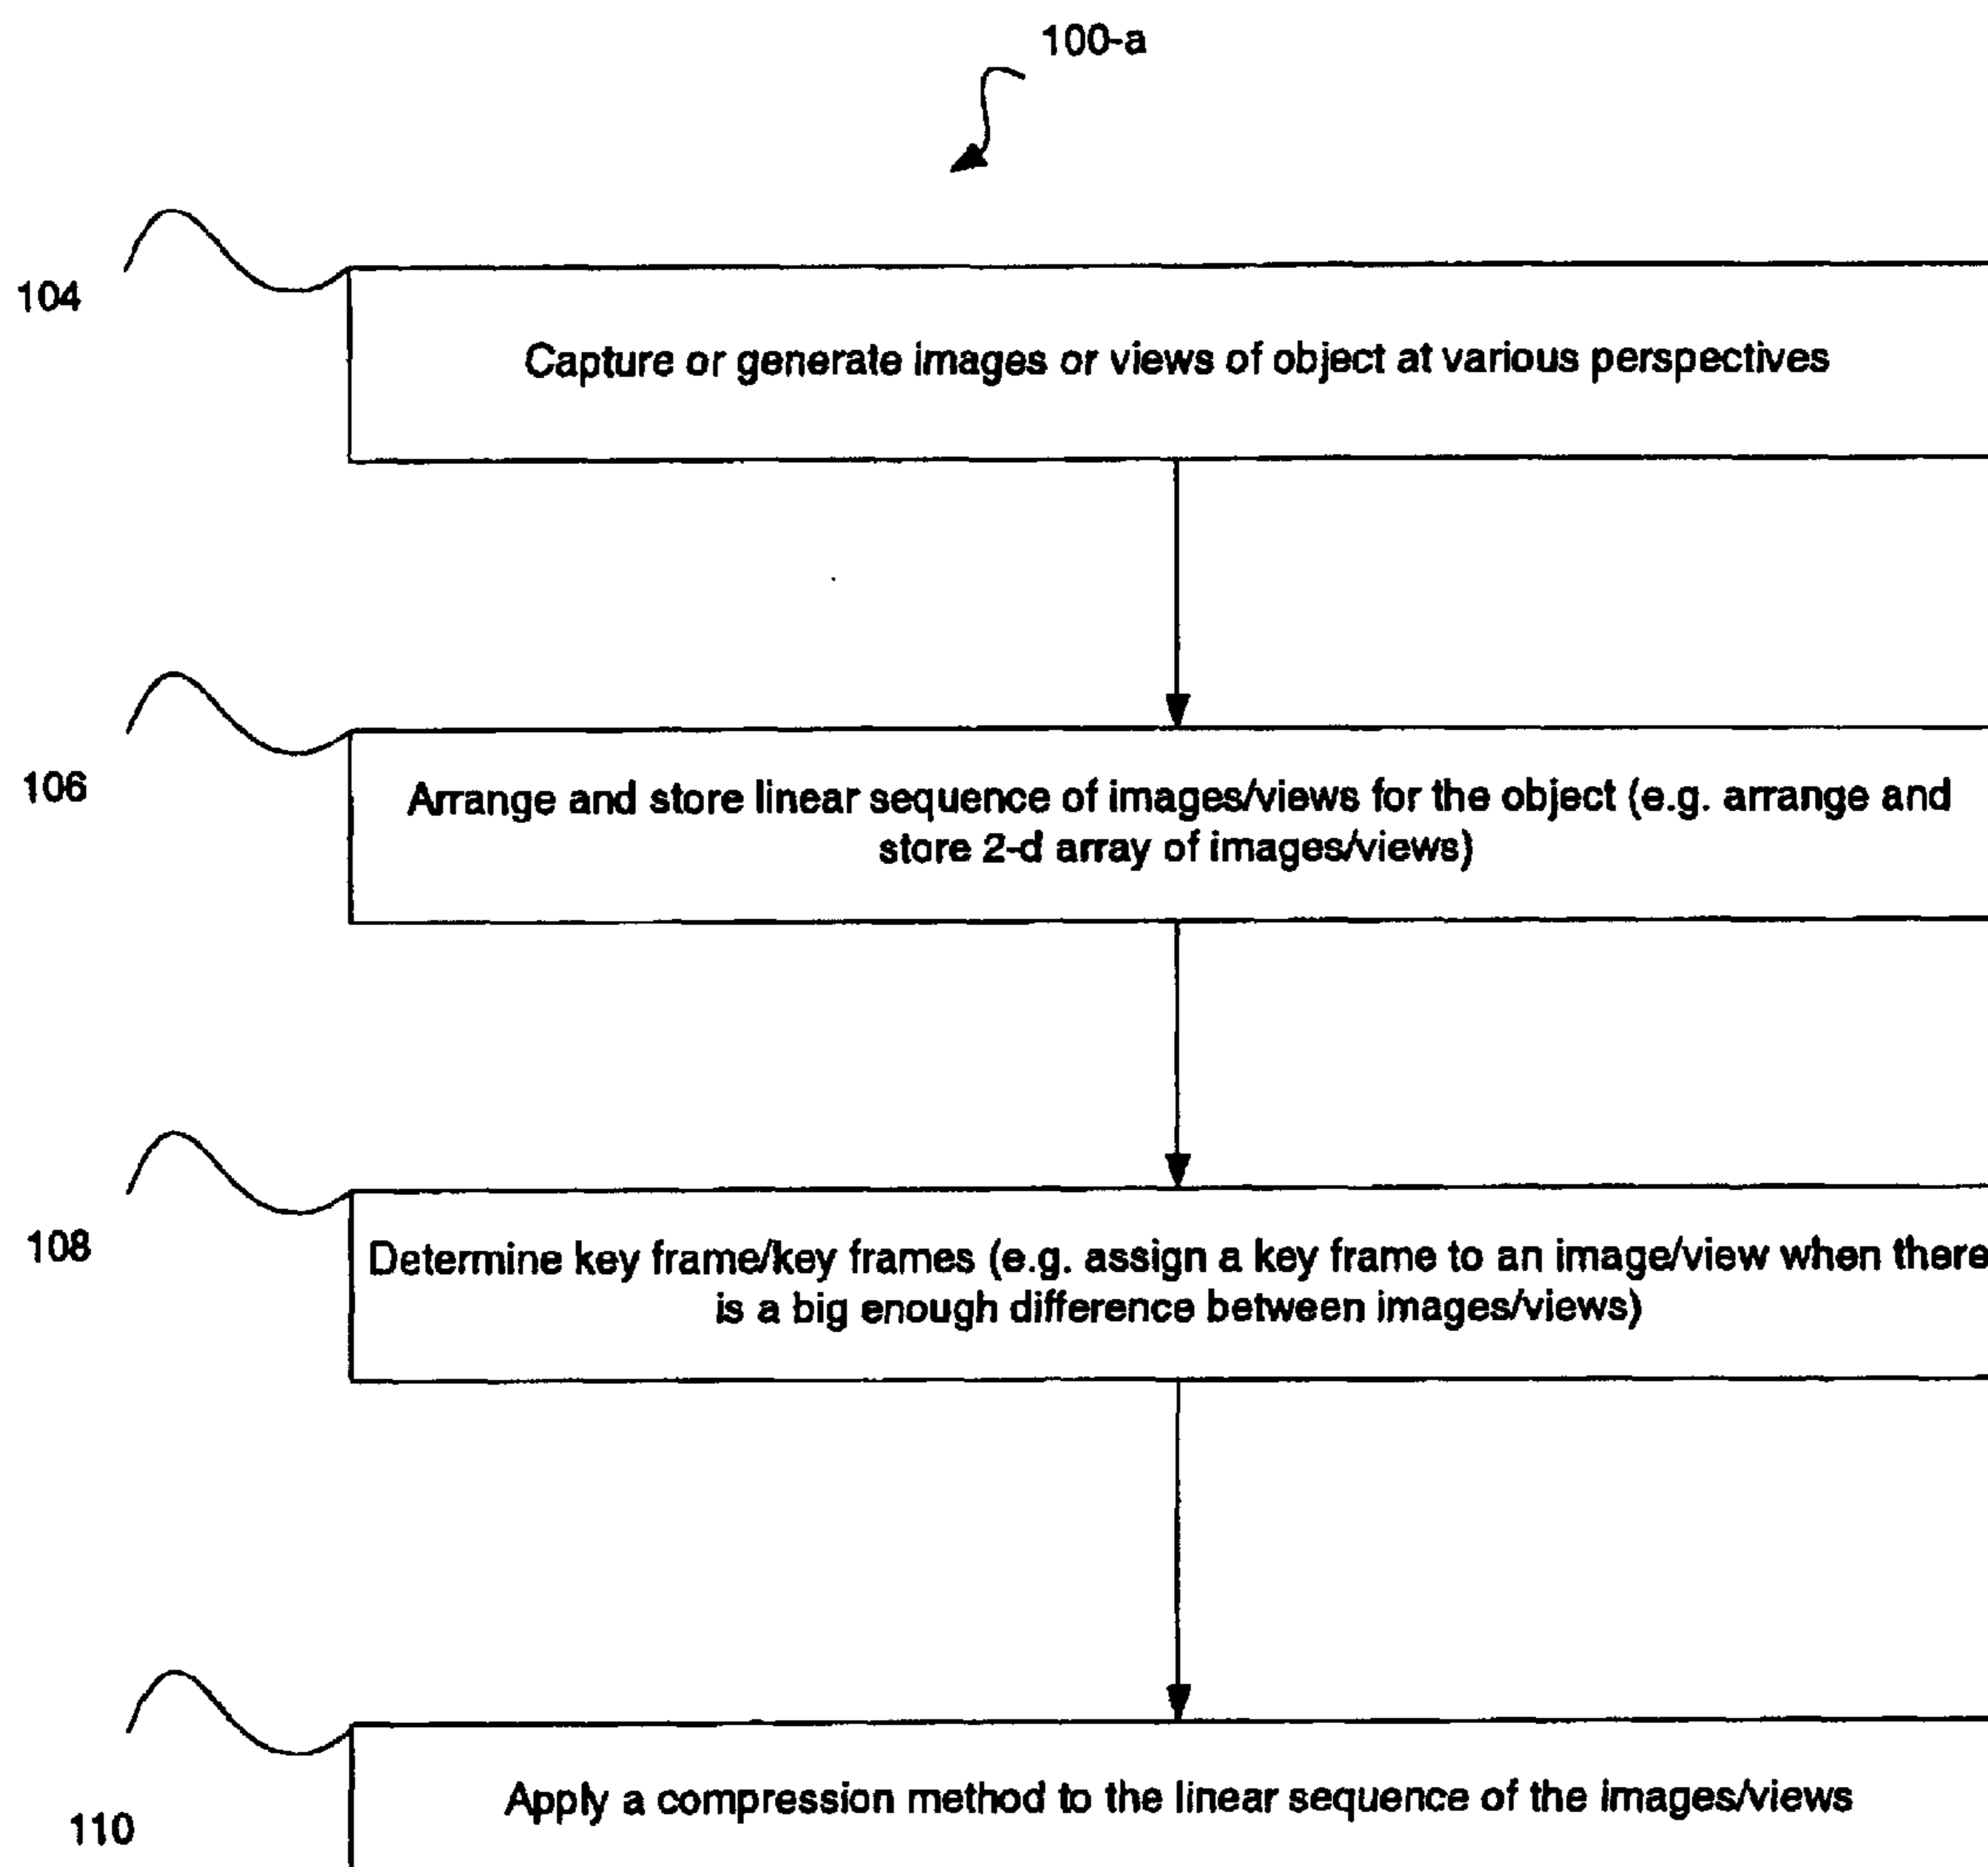 100-a
104
Capture or generate images or views of object at various perspectives
106
Arrange and store linear sequence of images/views for the object (e.g. arrange and
store 2-d array of images/views)
108
Determine key frame/key frames (e.g. assign a key frame to an image/view when there
is a big enough difference between images/views)
110
Apply a compression method to the linear sequence of the images/views